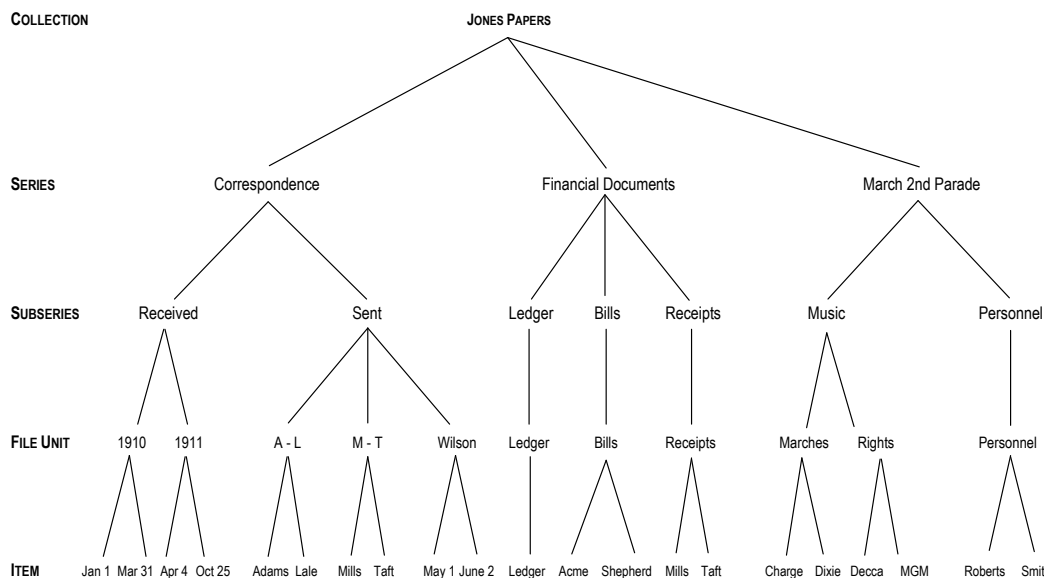 COLLECTION JONES PAPERS
SERIES Correspondence Financial Documents March 2nd Parade
SUBSERIES Received Sent Ledger Bills Receipts Music Personnel
FILE UNIT 1910 1911 A - L M - T Wilson Ledger Bills Receipts Marches Rights Personnel
ITEM Jan 1 Mar 31 Apr 4 Oct 25 Adams Lale Mills Taft May 1 June 2 Ledger Acme Shepherd Mills Taft Charge Dixie Decca MGM Roberts Smit